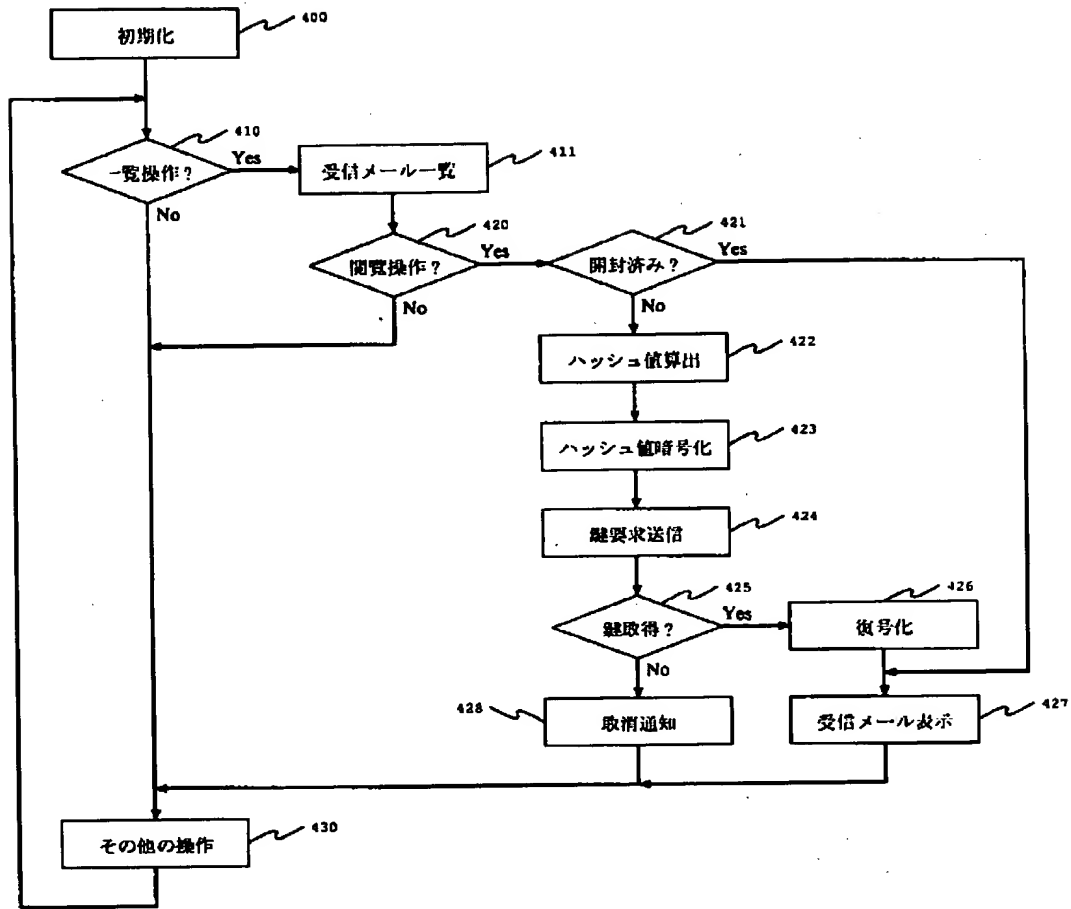 初期化
400
410
一覧操作?
Yes
No
受信メール一覧
411
420
閲覧操作?
Yes
No
421
開封済み?
Yes
No
ハッシュ値算出
422
ハッシュ値暗号化
423
鍵要求送信
424
425
鍵取得?
Yes
No
426
復号化
428
取消通知
受信メール表示
427
その他の操作
430